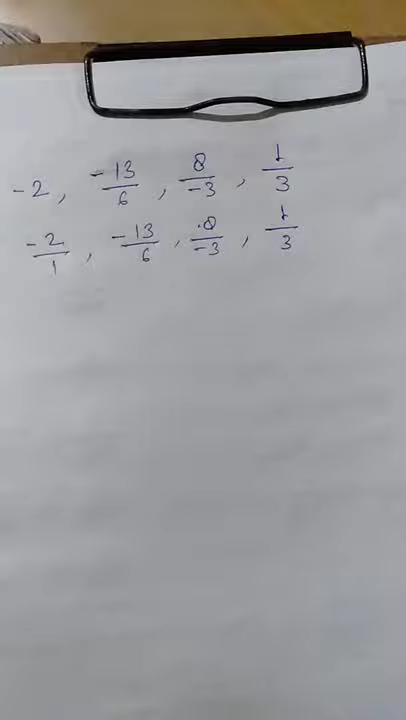 -2, -13/6, 8/-3, 1/3
-2/1, -13/6, .8/-3, 1/3